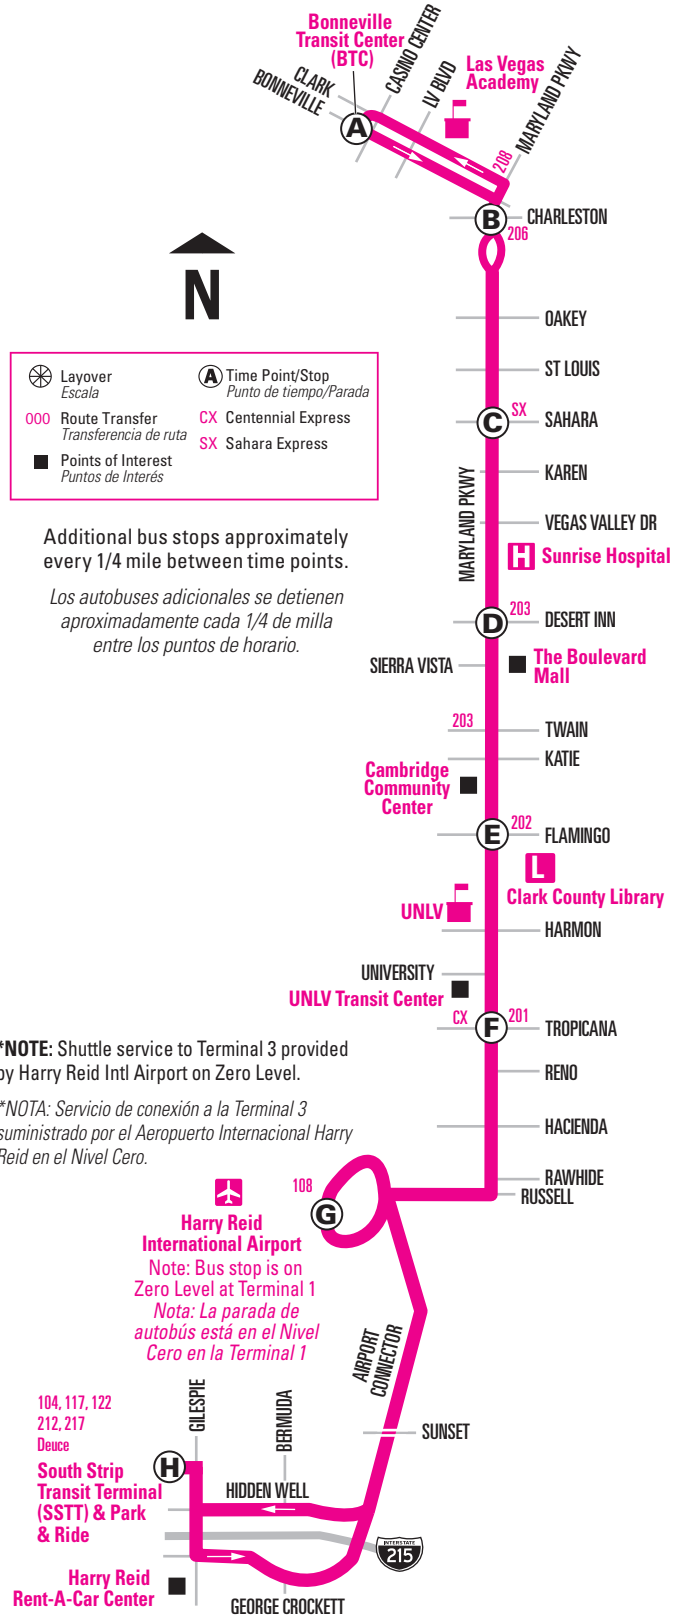 Bonneville
Transit Center
(BTC)
CASINO CENTER
CLARK
BONNEVILLE
LV BLVD
Las Vegas
Academy
MARYLAND PKWY
A
208
B
CHARLESTON
206
N
OAKEY
ST LOUIS
Layover
Escala
A Time Point/Stop
Punto de tiempo/Parada
000 Route Transfer
Transferencia de ruta
CX Centennial Express
SX Sahara Express
Points of Interest
Puntos de Interés
C
SX
SAHARA
KAREN
MARYLAND PKWY
VEGAS VALLEY DR
Additional bus stops approximately
every 1/4 mile between time points.
Los autobuses adicionales se detienen
aproximadamente cada 1/4 de milla
entre los puntos de horario.
H Sunrise Hospital
D
203
DESERT INN
SIERRA VISTA
The Boulevard
Mall
203
TWAIN
KATIE
Cambridge
Community
Center
E
202
FLAMINGO
L
Clark County Library
UNLV
HARMON
UNIVERSITY
UNLV Transit Center
CX
F
201
TROPICANA
*NOTE: Shuttle service to Terminal 3 provided
by Harry Reid Intl Airport on Zero Level.
*NOTA: Servicio de conexión a la Terminal 3
suministrado por el Aeropuerto Internacional Harry
Reid en el Nivel Cero.
RENO
HACIENDA
RAWHIDE
RUSSELL
108
G
Harry Reid
International Airport
Note: Bus stop is on
Zero Level at Terminal 1
Nota: La parada de
autobús está en el Nivel
Cero en la Terminal 1
AIRPORT
CONNECTOR
SUNSET
104, 117, 122
212, 217
Deuce
South Strip
Transit Terminal
(SSTT) & Park
& Ride
GILESPIE
BERMUDA
H
HIDDEN WELL
INTERSTATE
215
Harry Reid
Rent-A-Car Center
GEORGE CROCKETT